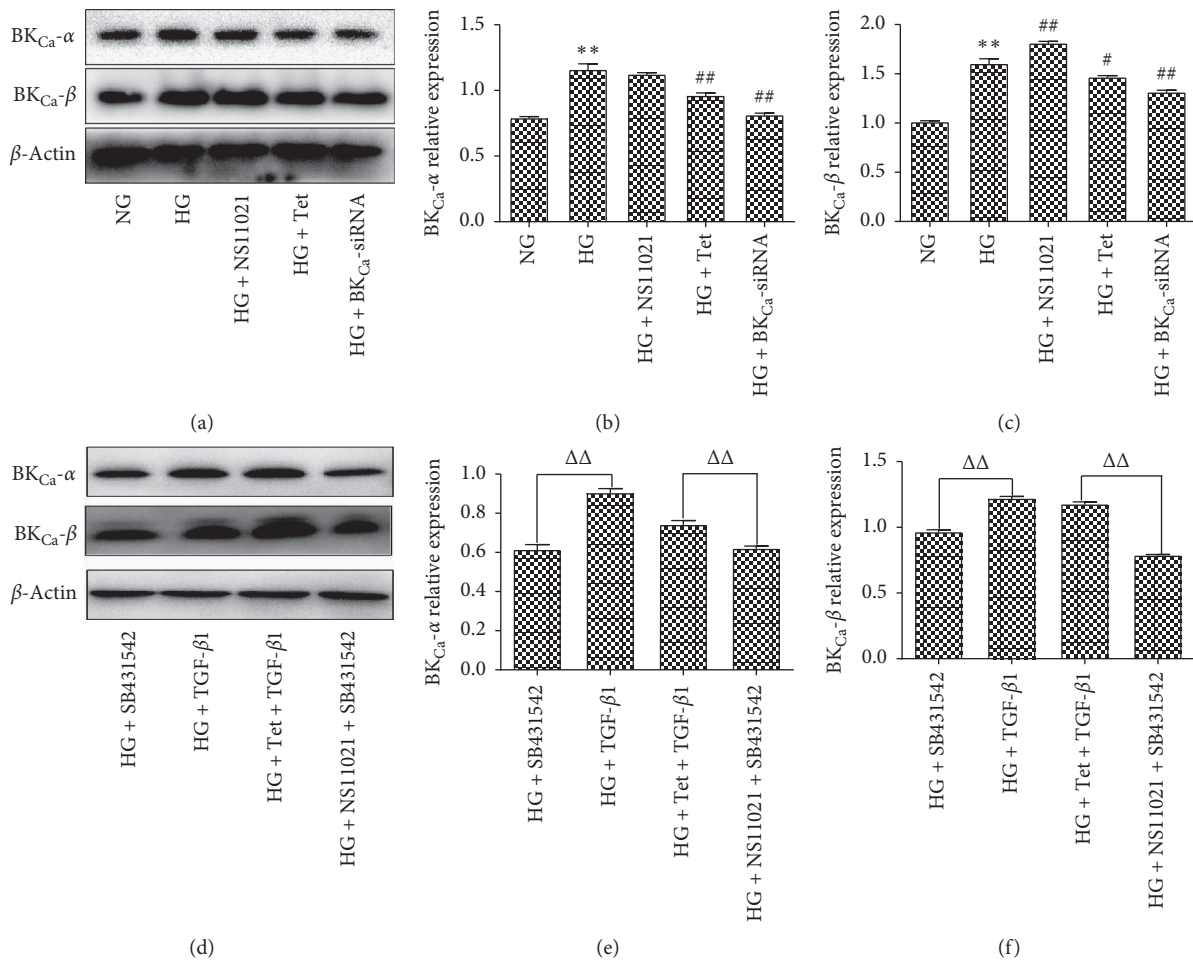 BKCa-α
BKCa-β
β-Actin
NG
HG
HG + NS11021
HG + Tet
HG + BKCa-siRNA
(a)
BKCa-α relative expression
1.5
1.0
0.5
0.0
**
##
##
NG
HG
HG + NS11021
HG + Tet
HG + BKCa-siRNA
(b)
BKCa-β relative expression
2.0
1.5
1.0
0.5
0.0
**
##
#
##
NG
HG
HG + NS11021
HG + Tet
HG + BKCa-siRNA
(c)
BKCa-α
BKCa-β
β-Actin
HG + SB431542
HG + TGF-β1
HG + Tet + TGF-β1
HG + NS11021 + SB431542
(d)
BKCa-α relative expression
1.0
0.8
0.6
0.4
0.2
0.0
ΔΔ
ΔΔ
HG + SB431542
HG + TGF-β1
HG + Tet + TGF-β1
HG + NS11021 + SB431542
(e)
BKCa-β relative expression
1.5
1.0
0.5
0.0
ΔΔ
ΔΔ
HG + SB431542
HG + TGF-β1
HG + Tet + TGF-β1
HG + NS11021 + SB431542
(f)